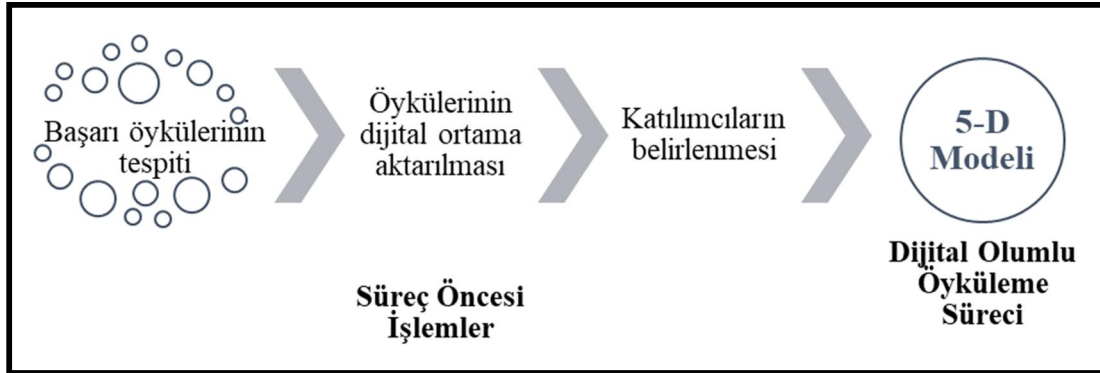 Başarı öykülerinin
tespiti
Öykülerinin
dijital ortama
aktarılması
Katılımcıların
belirlenmesi
5-D
Modeli
Süreç Öncesi
İşlemler
Dijital Olumlu
Öyküleme
Süreci